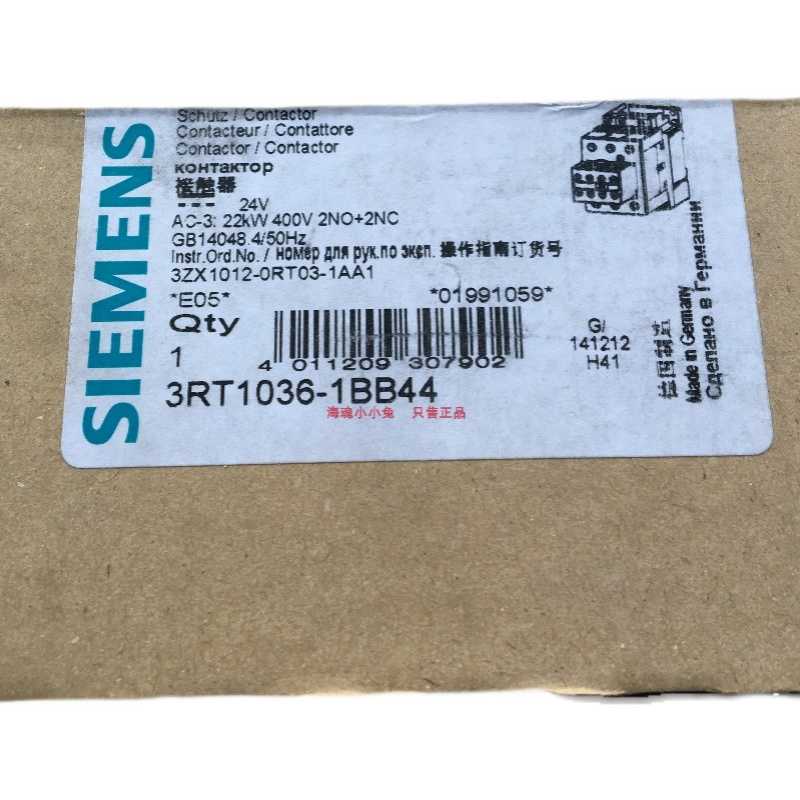 SIEMENS
Schütz / Contactor
Contacteur / Contattore
Contactor / Contactor
контактор
接触器
24V
AC-3: 22kW 400V 2NO+2NC
GB14048.4/50Hz
Instr.Ord.No. / номер для рук.по эксп. 操作指南订货号
3ZX1012-0RT03-1AA1
*E05* *01991059*
Qty
1
4 011209 307902
3RT1036-1BB44
海魂小小兔 只售正品
G/
141212
H41
德国制造
Made in Germany
Сделано в Германии